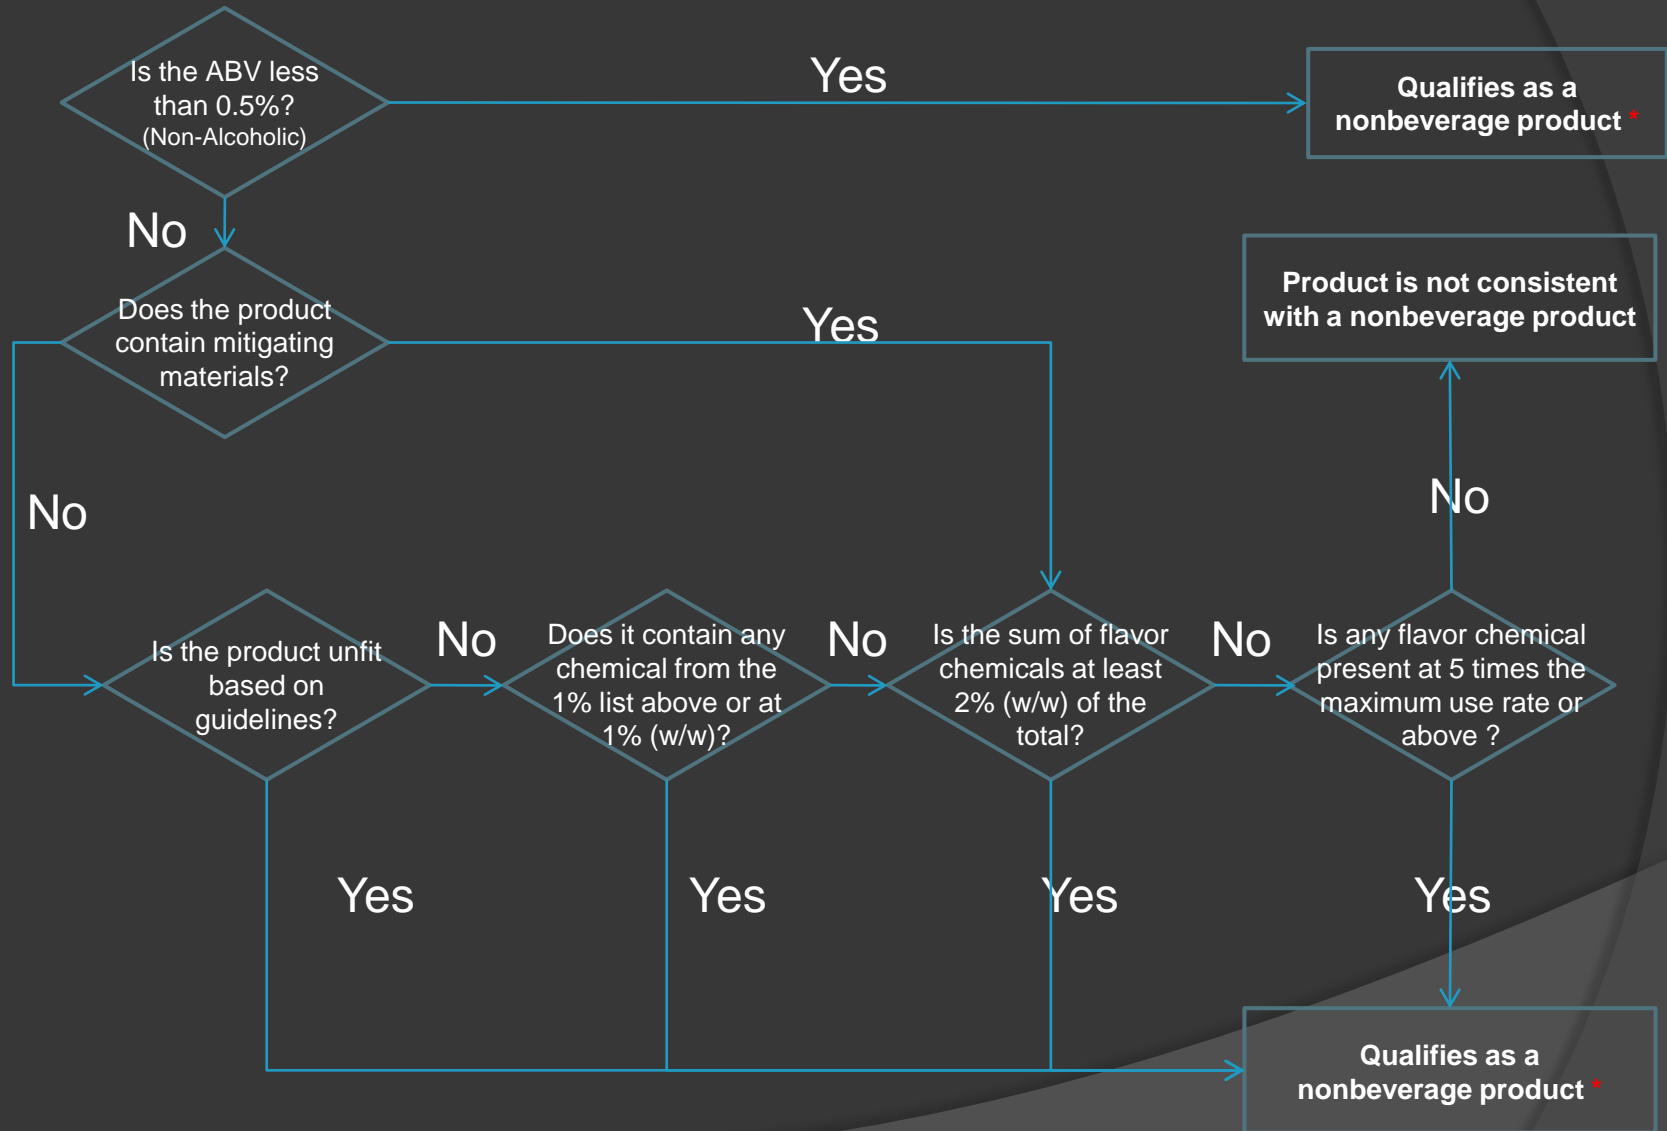 Is the ABV less
than 0.5%?
(Non-Alcoholic)
Yes
Qualifies as a
nonbeverage product *
No
Does the product
contain mitigating
materials?
Yes
Product is not consistent
with a nonbeverage product
No
No
Is the product unfit
based on
guidelines?
No
Does it contain any
chemical from the
1% list above or at
1% (w/w)?
No
Is the sum of flavor
chemicals at least
2% (w/w) of the
total?
No
Is any flavor chemical
present at 5 times the
maximum use rate or
above ?
Yes
Yes
Yes
Yes
Qualifies as a
nonbeverage product *